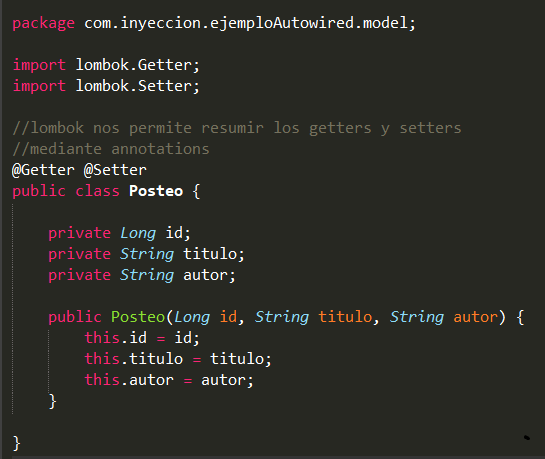 package com.inyeccion.ejemploAutowired.model;
import lombok.Getter;
import lombok.Setter;
//lombok nos permite resumir los getters y setters
//mediante annotations
@Getter @Setter
public class Posteo {
private Long id;
private String titulo;
private String autor;
public Posteo(Long id, String titulo, String autor) {
this.id = id;
this.titulo = titulo;
this.autor = autor;
}
}